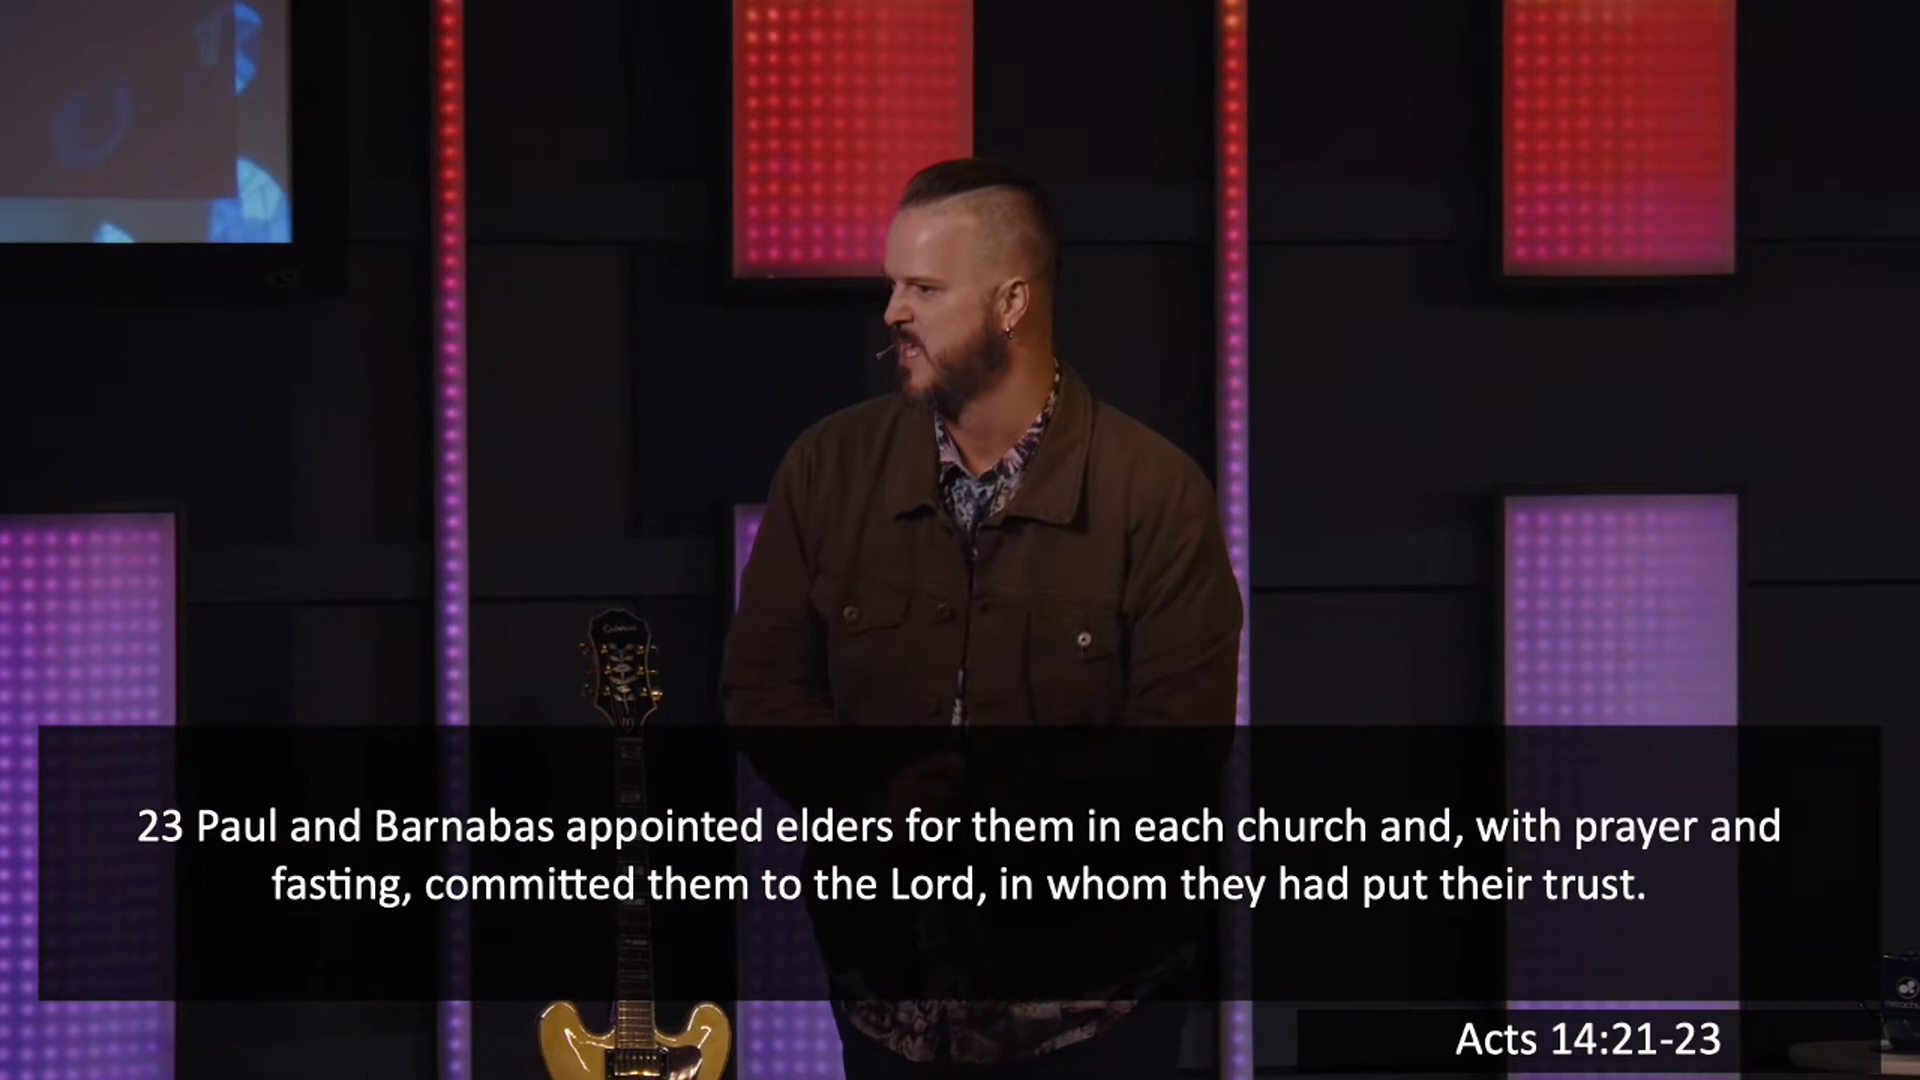 23 Paul and Barnabas appointed elders for them in each church and, with prayer and
fasting, committed them to the Lord, in whom they had put their trust.
Acts 14:21-23